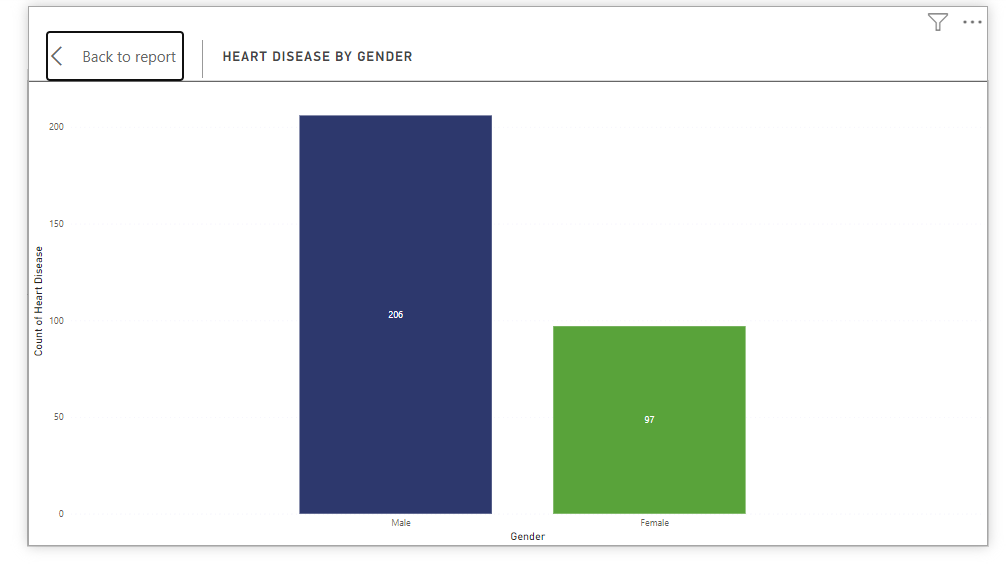 Back to report
HEART DISEASE BY GENDER
200
150
100
50
0
Count of Heart Disease
206
97
Male
Female
Gender